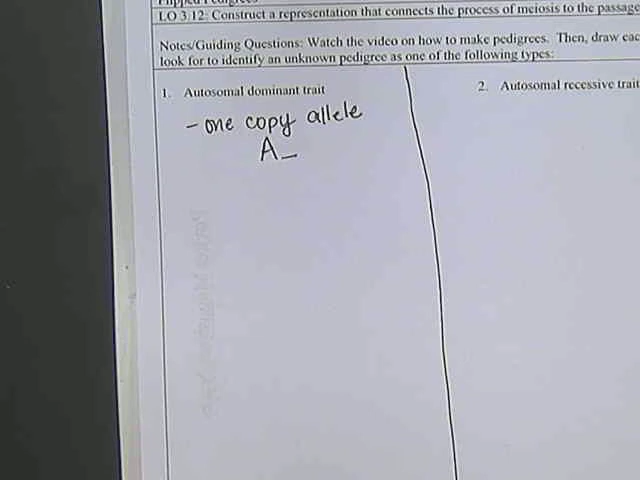 Flipped Pedigrees
LO 3.12: Construct a representation that connects the process of meiosis to the passage
Notes/Guiding Questions: Watch the video on how to make pedigrees. Then, draw eac
look for to identify an unknown pedigree as one of the following types:
1. Autosomal dominant trait
2. Autosomal recessive trait
- one copy allele
A_